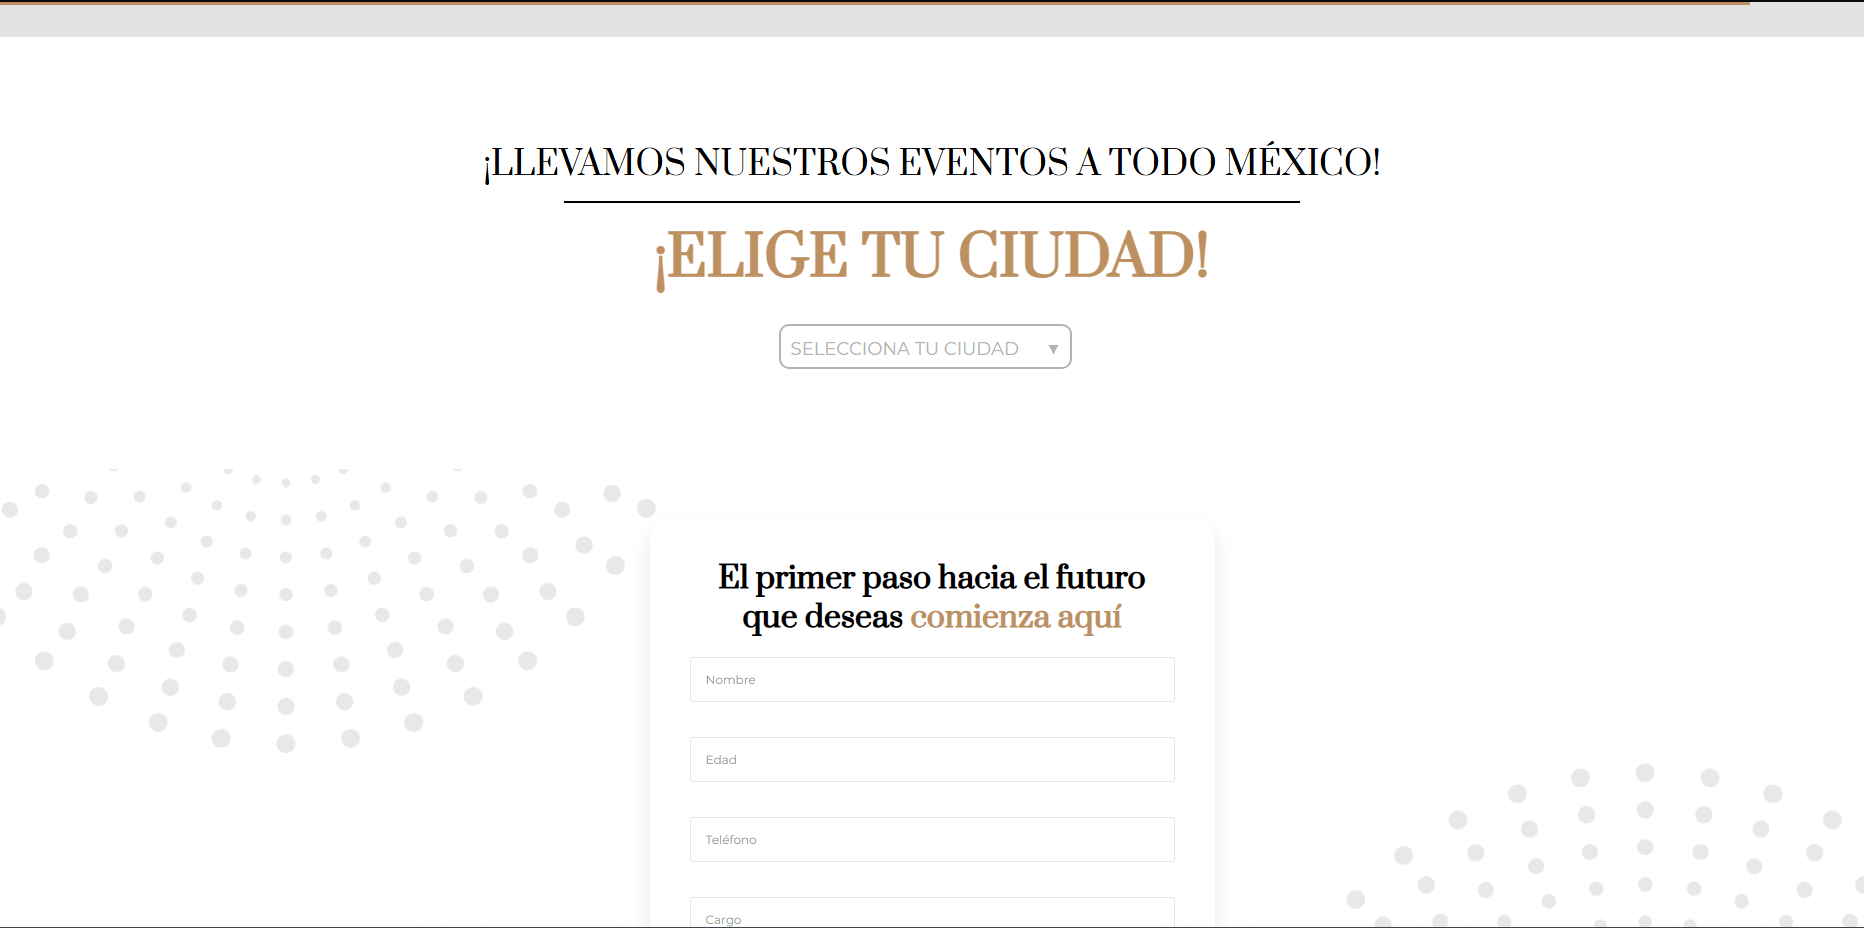 ¡LLEVAMOS NUESTROS EVENTOS A TODO MÉXICO!
¡ELIGE TU CIUDAD!
SELECCIONA TU CIUDAD ▼
El primer paso hacia el futuro
que deseas comienza aquí
Nombre
Edad
Teléfono
Cargo